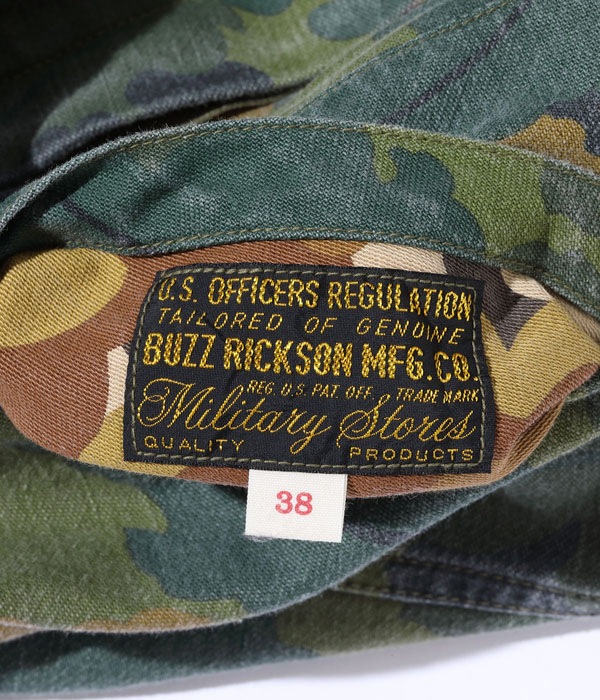 U.S. OFFICERS REGULATION
TAILORED OF GENUINE
BUZZ RICKSON MFG.CO.
REG. U.S. PAT. OFF. TRADE MARK
Military Stores
QUALITY PRODUCTS
38